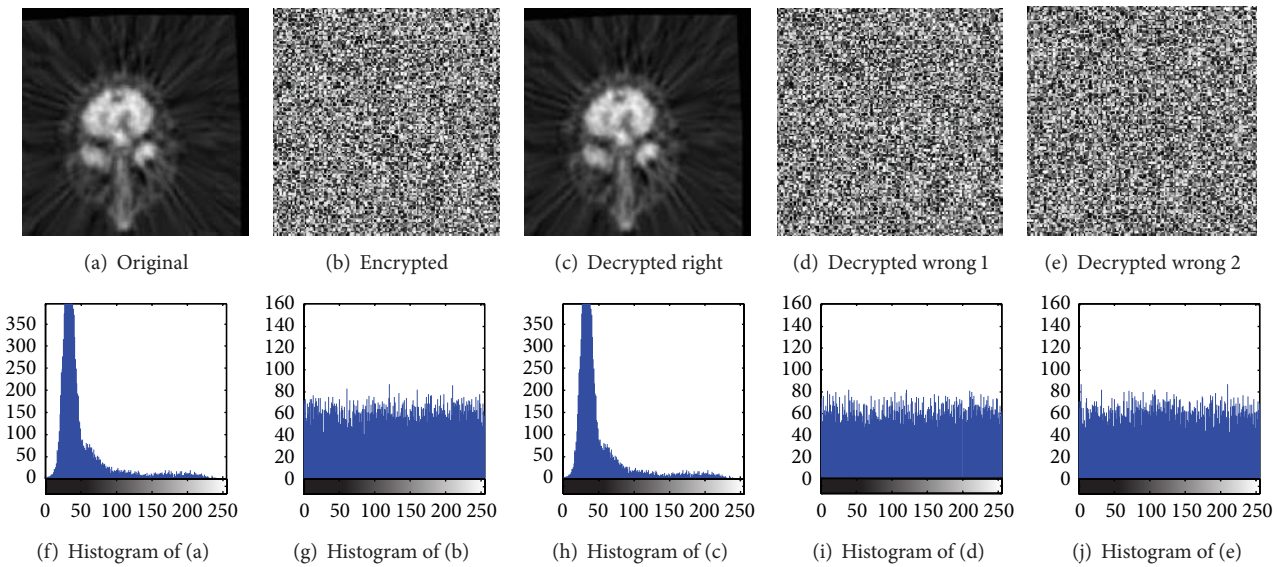 (a) Original
(b) Encrypted
(c) Decrypted right
(d) Decrypted wrong 1
(e) Decrypted wrong 2
350
300
250
200
150
100
50
0
0 50 100 150 200 250
(f) Histogram of (a)
160
140
120
100
80
60
40
20
0
0 50 100 150 200 250
(g) Histogram of (b)
350
300
250
200
150
100
50
0
0 50 100 150 200 250
(h) Histogram of (c)
160
140
120
100
80
60
40
20
0
0 50 100 150 200 250
(i) Histogram of (d)
160
140
120
100
80
60
40
20
0
0 50 100 150 200 250
(j) Histogram of (e)